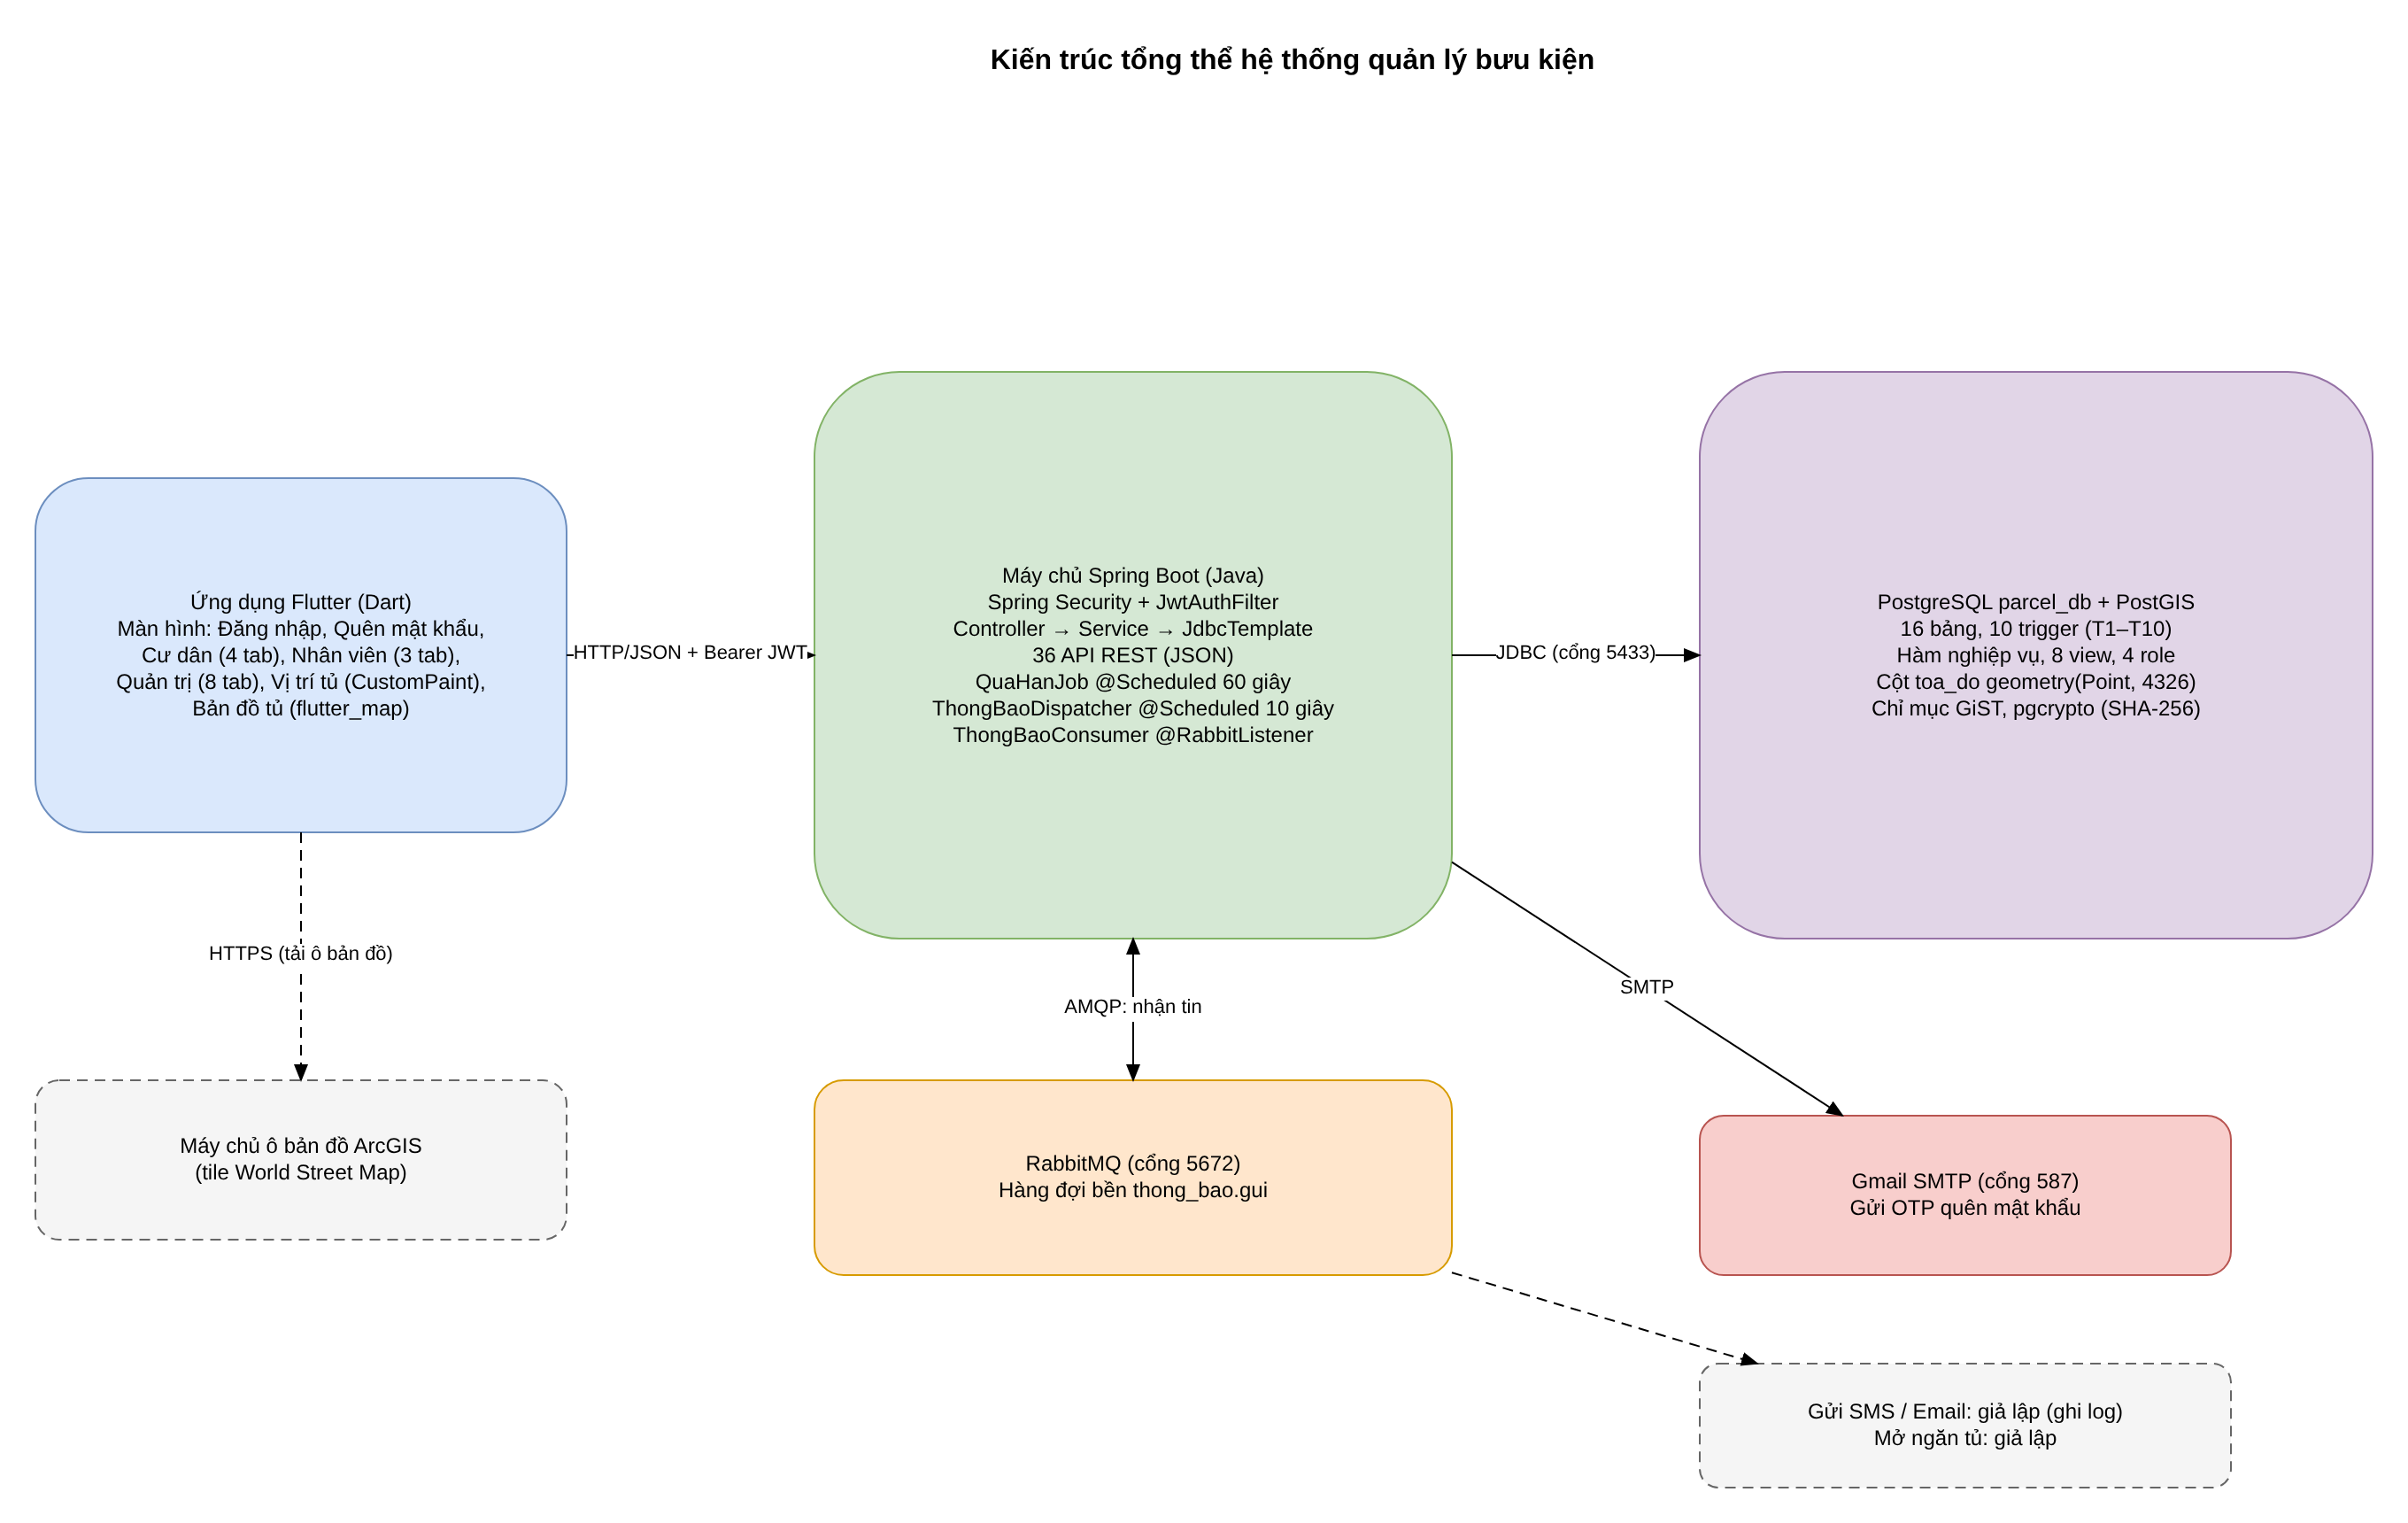 Kiến trúc tổng thể hệ thống quản lý bưu kiện
Ứng dụng Flutter (Dart)
Màn hình: Đăng nhập, Quên mật khẩu,
Cư dân (4 tab), Nhân viên (3 tab),
Quản trị (8 tab), Vị trí tủ (CustomPaint),
Bản đồ tủ (flutter_map)
HTTP/JSON + Bearer JWT
Máy chủ Spring Boot (Java)
Spring Security + JwtAuthFilter
Controller → Service → JdbcTemplate
36 API REST (JSON)
QuaHanJob @Scheduled 60 giây
ThongBaoDispatcher @Scheduled 10 giây
ThongBaoConsumer @RabbitListener
JDBC (cổng 5433)
PostgreSQL parcel_db + PostGIS
16 bảng, 10 trigger (T1–T10)
Hàm nghiệp vụ, 8 view, 4 role
Cột toa_do geometry(Point, 4326)
Chỉ mục GiST, pgcrypto (SHA-256)
HTTPS (tải ô bản đồ)
AMQP: nhận tin
SMTP
Máy chủ ô bản đồ ArcGIS
(tile World Street Map)
RabbitMQ (cổng 5672)
Hàng đợi bền thong_bao.gui
Gmail SMTP (cổng 587)
Gửi OTP quên mật khẩu
Gửi SMS / Email: giả lập (ghi log)
Mở ngăn tủ: giả lập